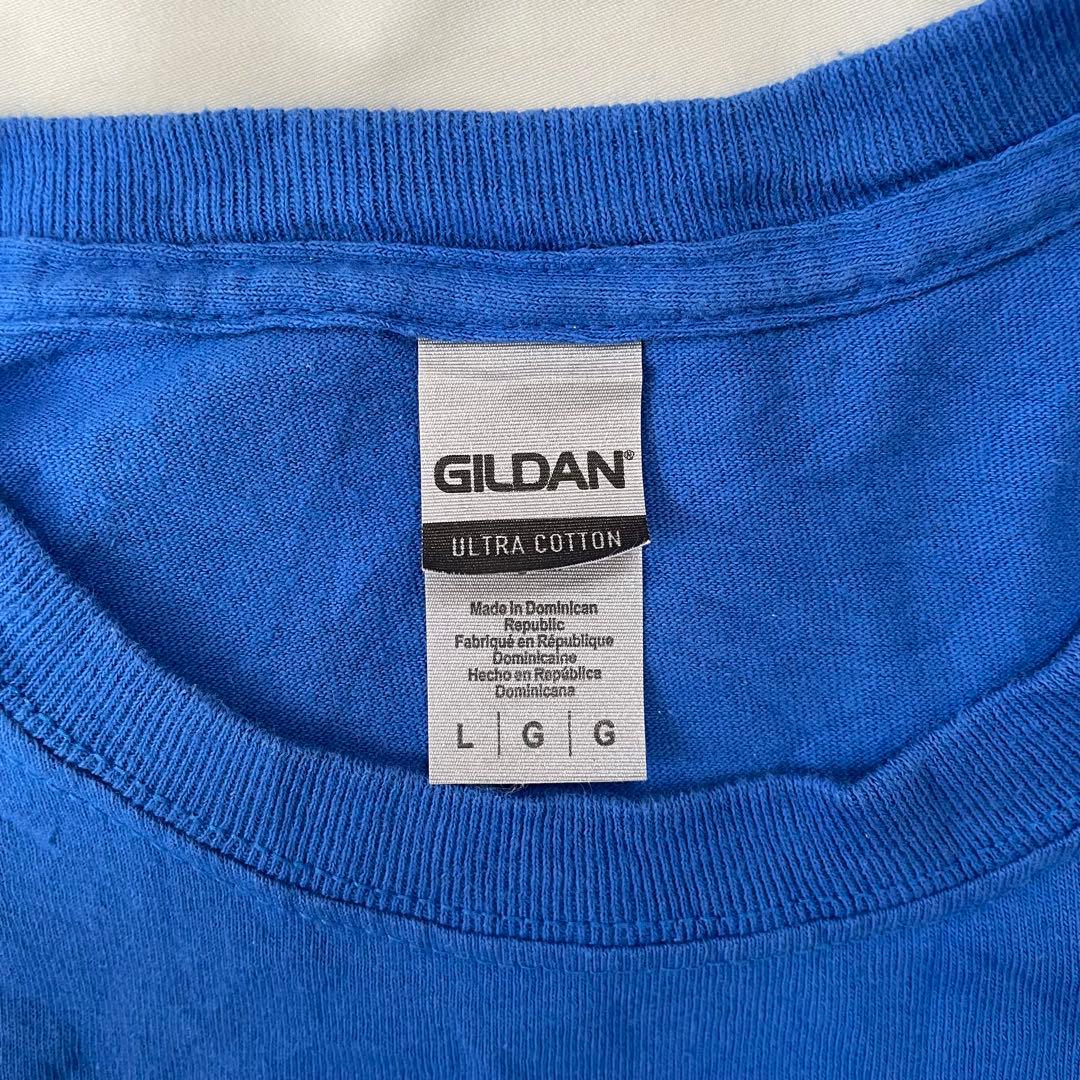 GILDAN®
ULTRA COTTON
Made in Dominican
Republic
Fabriqué en République
Dominicaine
Hecho en República
Dominicana
L | G | G